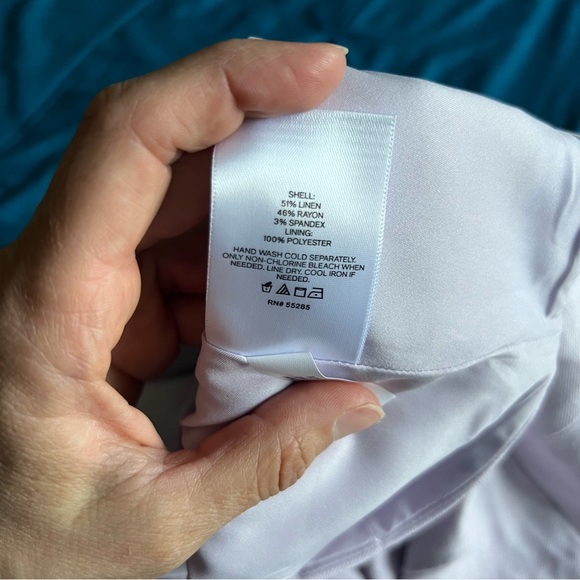 SHELL:
51% LINEN
46% RAYON
3% SPANDEX
LINING:
100% POLYESTER
HAND WASH COLD SEPARATELY.
ONLY NON-CHLORINE BLEACH WHEN
NEEDED. LINE DRY. COOL IRON IF
NEEDED.
RN# 55285